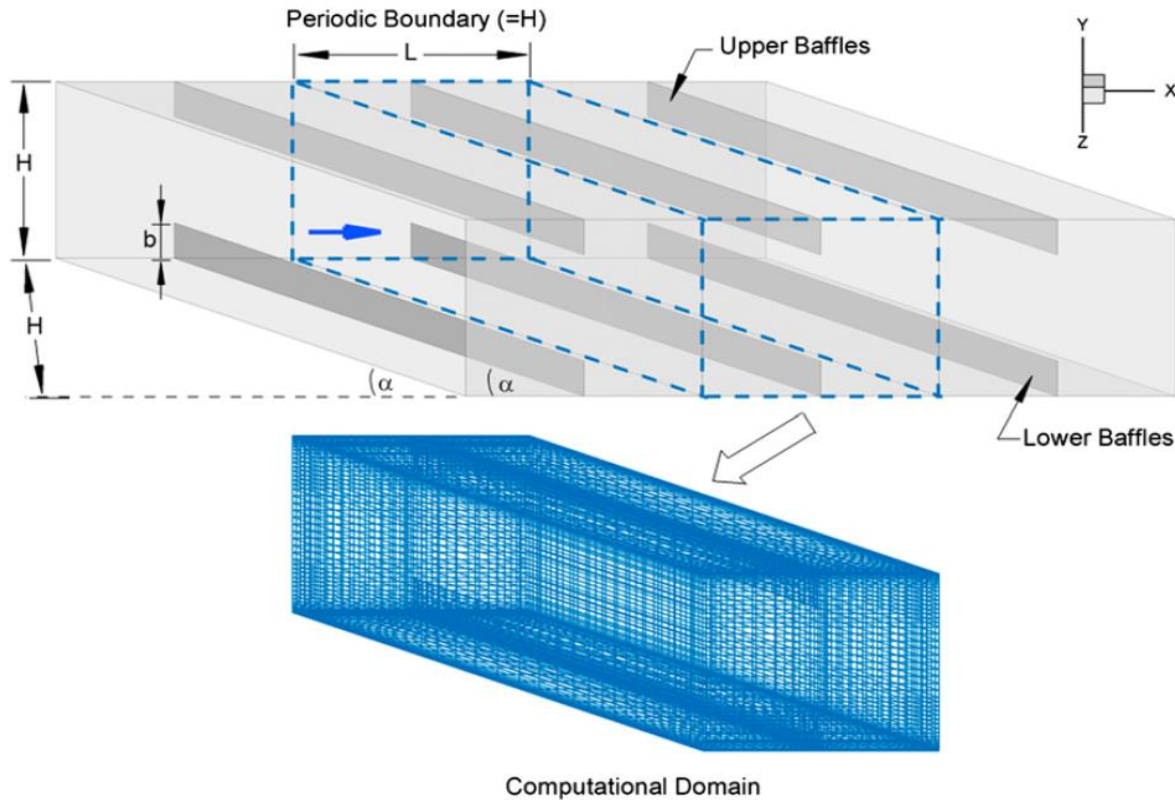 Periodic Boundary (=H)
L
Upper Baffles
Y
X
Z
H
b
H
α
α
Lower Baffles
Computational Domain